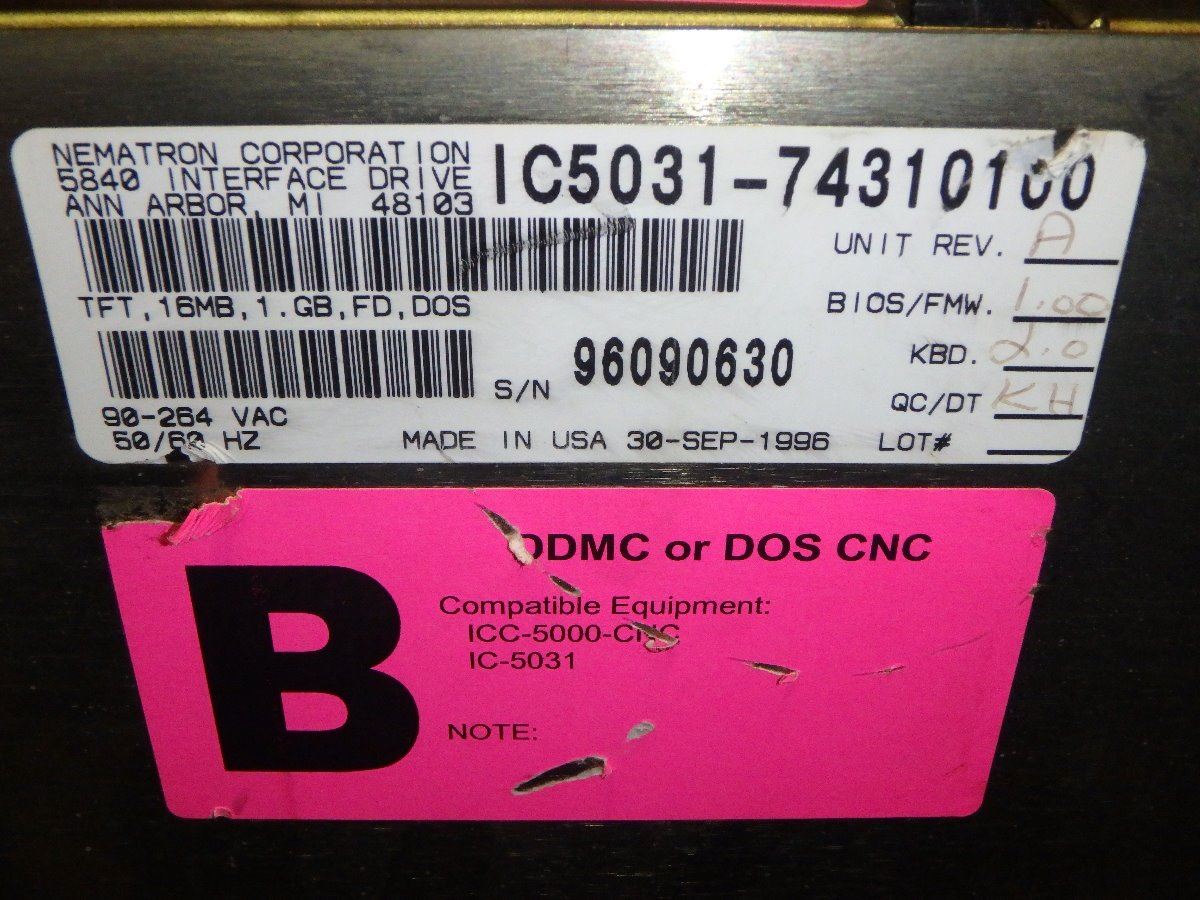 NEMATRON CORPORATION
5840 INTERFACE DRIVE
ANN ARBOR, MI 48103
IC5031-74310100
UNIT REV. A
TFT,16MB,1.GB,FD,DOS
BIOS/FMW. 1.00
KBD. 2.0
S/N 96090630
QC/DT KH
90-264 VAC
50/60 HZ
MADE IN USA 30-SEP-1996
LOT#
B
ODMC or DOS CNC
Compatible Equipment:
ICC-5000-CNC
IC-5031
NOTE: